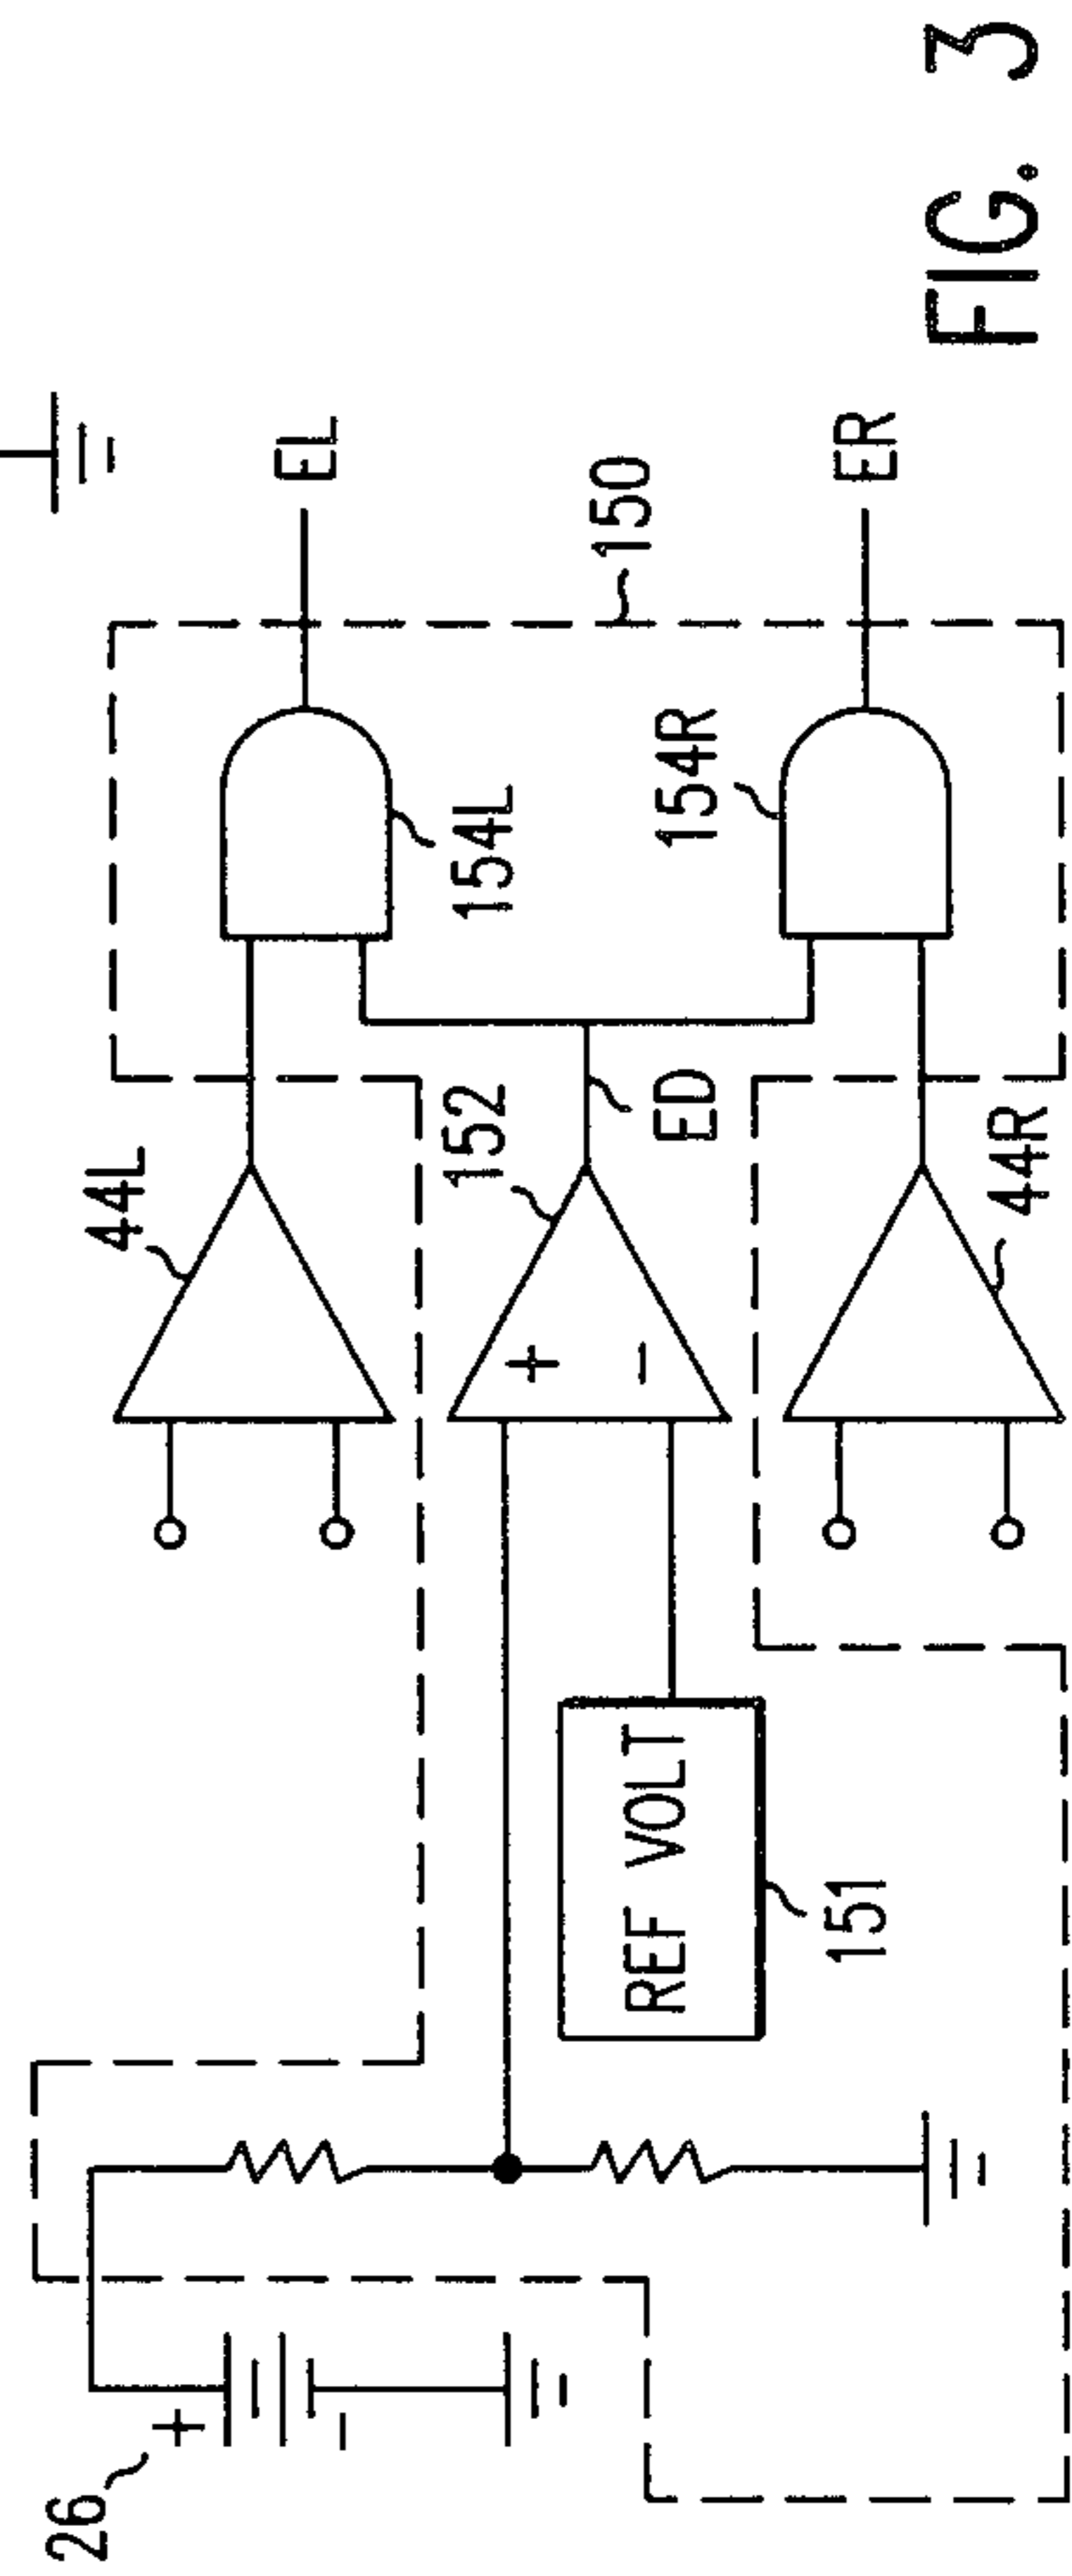 26
+
-
44L
EL
154L
152
+
-
ED
150
REF VOLT
151
154R
44R
ER
FIG. 3